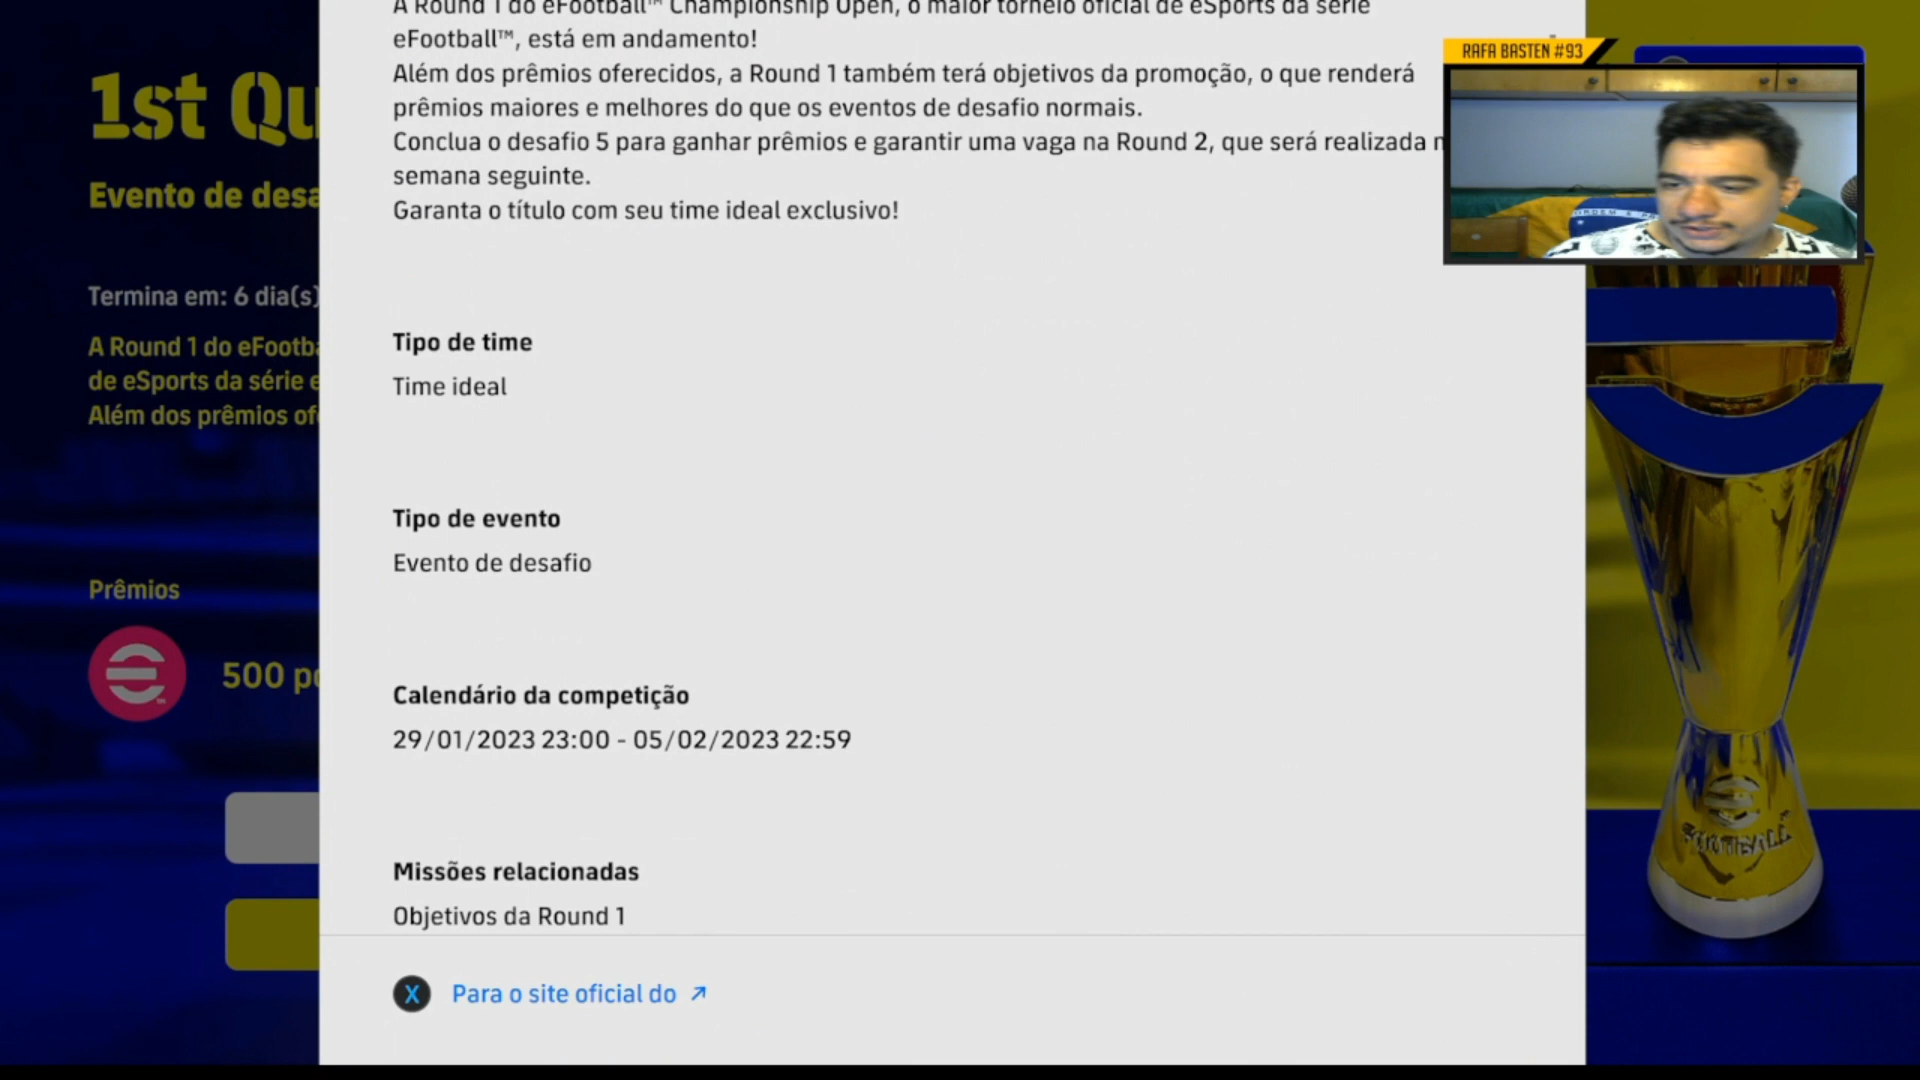 A Round 1 do eFootball™ Championship Open, o maior torneio oficial de eSports da série
eFootball™, está em andamento!
Além dos prêmios oferecidos, a Round 1 também terá objetivos da promoção, o que renderá
prêmios maiores e melhores do que os eventos de desafio normais.
Conclua o desafio 5 para ganhar prêmios e garantir uma vaga na Round 2, que será realizada
semana seguinte.
Garanta o título com seu time ideal exclusivo!
Tipo de time
Time ideal
Tipo de evento
Evento de desafio
Calendário da competição
29/01/2023 23:00 - 05/02/2023 22:59
Missões relacionadas
Objetivos da Round 1
X Para o site oficial do ↗
1st Qu
Evento de desa
Termina em: 6 dia(s)
A Round 1 do eFootb
de eSports da série e
Além dos prêmios of
Prêmios
500 p
RAFA BASTEN #93